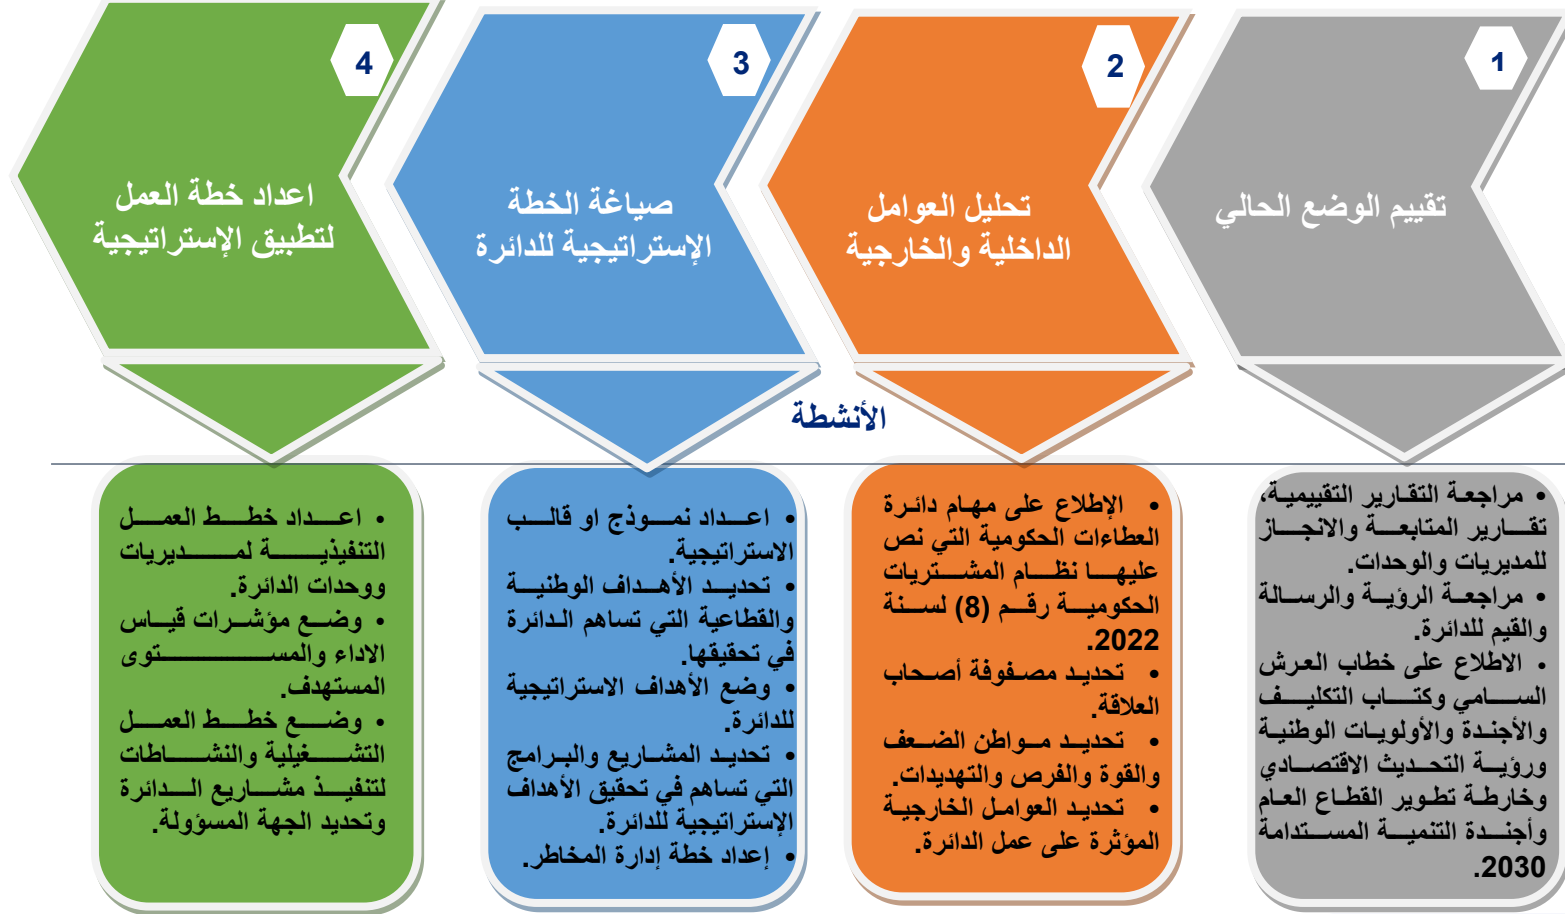 1
تقييم الوضع الحالي
2
تحليل العوامل
الداخلية والخارجية
3
صياغة الخطة
الإستراتيجية للدائرة
4
اعداد خطة العمل
لتطبيق الإستراتيجية
الأنشطة
• مراجعة التقارير التقييمية،
تقارير المتابعة والانجاز
للمديريات والوحدات.
• مراجعة الرؤية والرسالة
والقيم للدائرة.
• الاطلاع على خطاب العرش
السامي وكتاب التكليف
والأجندة والأولويات الوطنية
ورؤية التحديث الاقتصادي
وخارطة تطوير القطاع العام
وأجندة التنمية المستدامة
2030.
• الإطلاع على مهام دائرة
العطاءات الحكومية التي نص
عليها نظام المشتريات
الحكومية رقم (8) لسنة
2022.
• تحديد مصفوفة أصحاب
العلاقة.
• تحديد مواطن الضعف
والقوة والفرص والتهديدات.
• تحديد العوامل الخارجية
المؤثرة على عمل الدائرة.
• اعداد نموذج او قالب
الاستراتيجية.
• تحديد الأهداف الوطنية
والقطاعية التي تساهم الدائرة
في تحقيقها.
• وضع الأهداف الاستراتيجية
للدائرة.
• تحديد المشاريع والبرامج
التي تساهم في تحقيق الأهداف
الإستراتيجية للدائرة.
• إعداد خطة إدارة المخاطر.
• اعداد خطط العمل
التنفيذية لمديريات
ووحدات الدائرة.
• وضع مؤشرات قياس
الاداء والمستوى
المستهدف.
• وضع خطط العمل
التشغيلية والنشاطات
لتنفيذ مشاريع الدائرة
وتحديد الجهة المسؤولة.